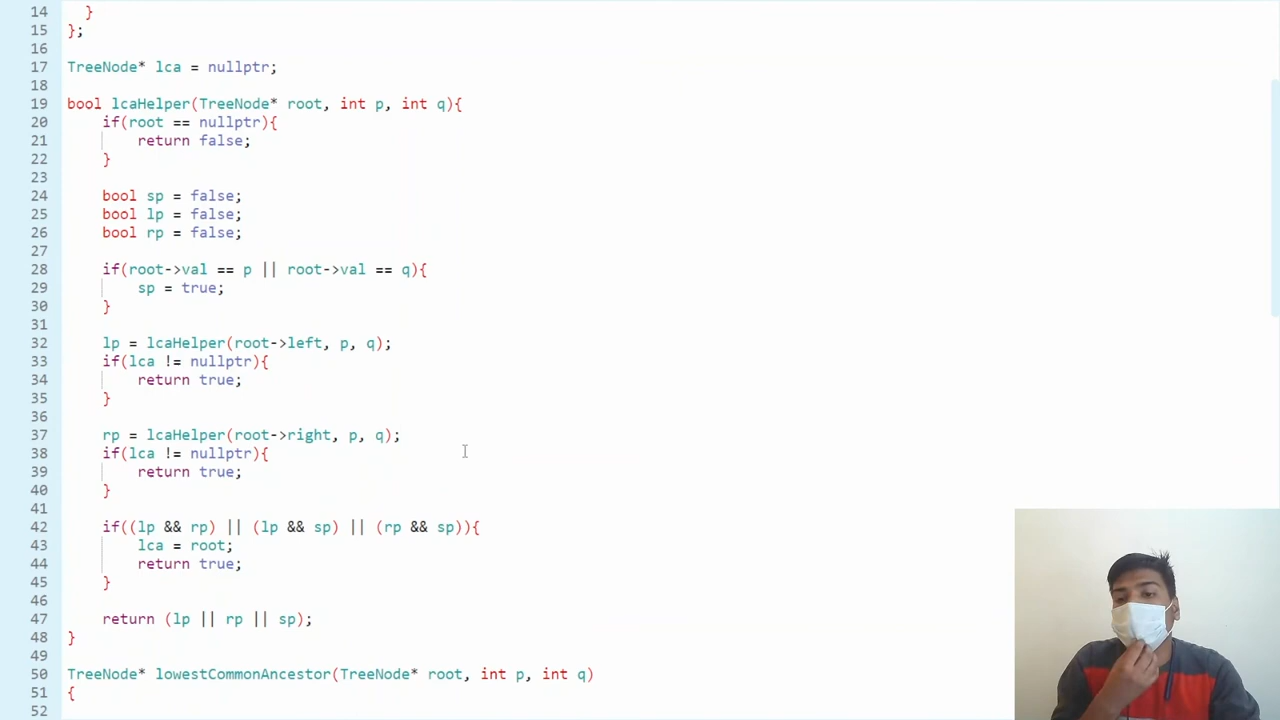 14 }
15 };
16
17 TreeNode* lca = nullptr;
18
19 bool lcaHelper(TreeNode* root, int p, int q){
20 if(root == nullptr){
21 return false;
22 }
23
24 bool sp = false;
25 bool lp = false;
26 bool rp = false;
27
28 if(root->val == p || root->val == q){
29 sp = true;
30 }
31
32 lp = lcaHelper(root->left, p, q);
33 if(lca != nullptr){
34 return true;
35 }
36
37 rp = lcaHelper(root->right, p, q);
38 if(lca != nullptr){
39 return true;
40 }
41
42 if((lp && rp) || (lp && sp) || (rp && sp)){
43 lca = root;
44 return true;
45 }
46
47 return (lp || rp || sp);
48 }
49
50 TreeNode* lowestCommonAncestor(TreeNode* root, int p, int q)
51 {
52